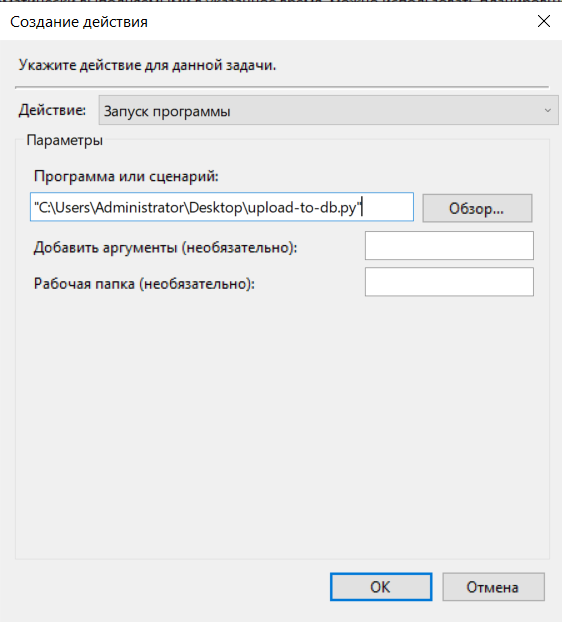 Создание действия
Укажите действие для данной задачи.
Действие: Запуск программы
Параметры
Программа или сценарий:
"C:\Users\Administrator\Desktop\upload-to-db.py" Обзор...
Добавить аргументы (необязательно):
Рабочая папка (необязательно):
OK Отмена